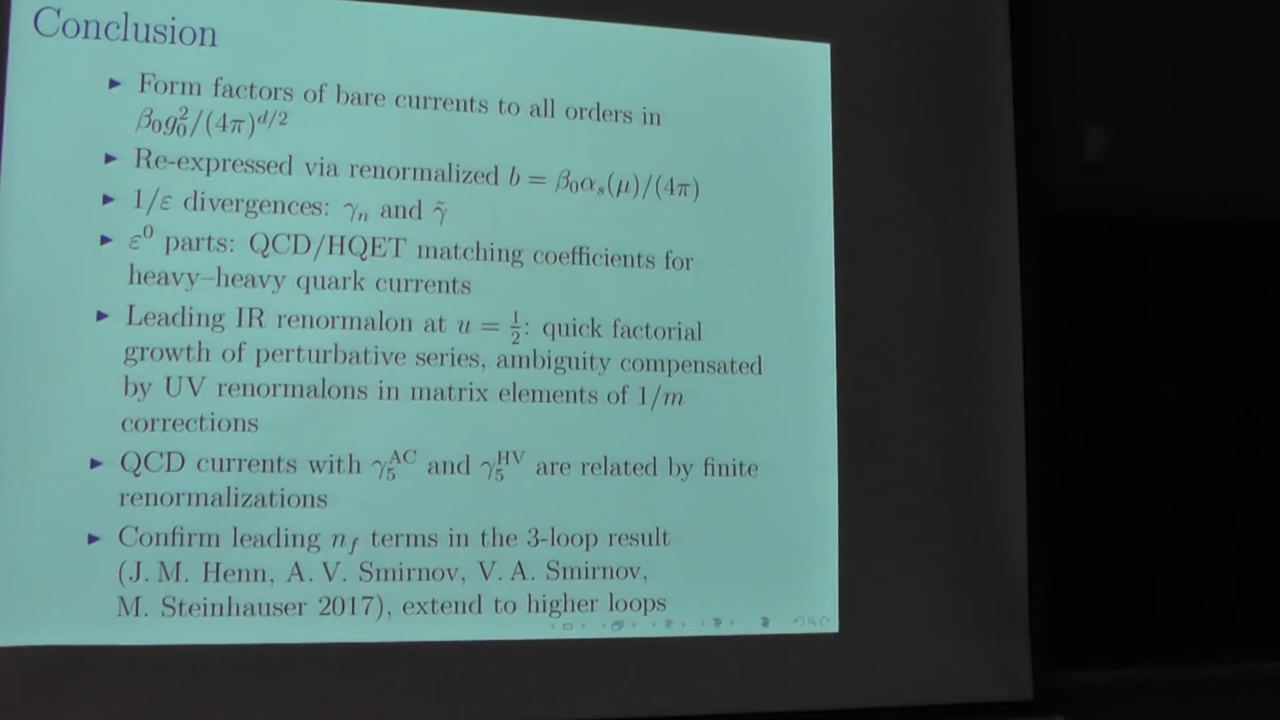 Conclusion
▶ Form factors of bare currents to all orders in
β₀g₀²/(4π)^{d/2}
▶ Re-expressed via renormalized b = β₀αₛ(μ)/(4π)
▶ 1/ε divergences: γₙ and γ̃
▶ ε⁰ parts: QCD/HQET matching coefficients for
heavy–heavy quark currents
▶ Leading IR renormalon at u = 1/2: quick factorial
growth of perturbative series, ambiguity compensated
by UV renormalons in matrix elements of 1/m
corrections
▶ QCD currents with γ₅^{AC} and γ₅^{HV} are related by finite
renormalizations
▶ Confirm leading n_f terms in the 3-loop result
(J. M. Henn, A. V. Smirnov, V. A. Smirnov,
M. Steinhauser 2017), extend to higher loops